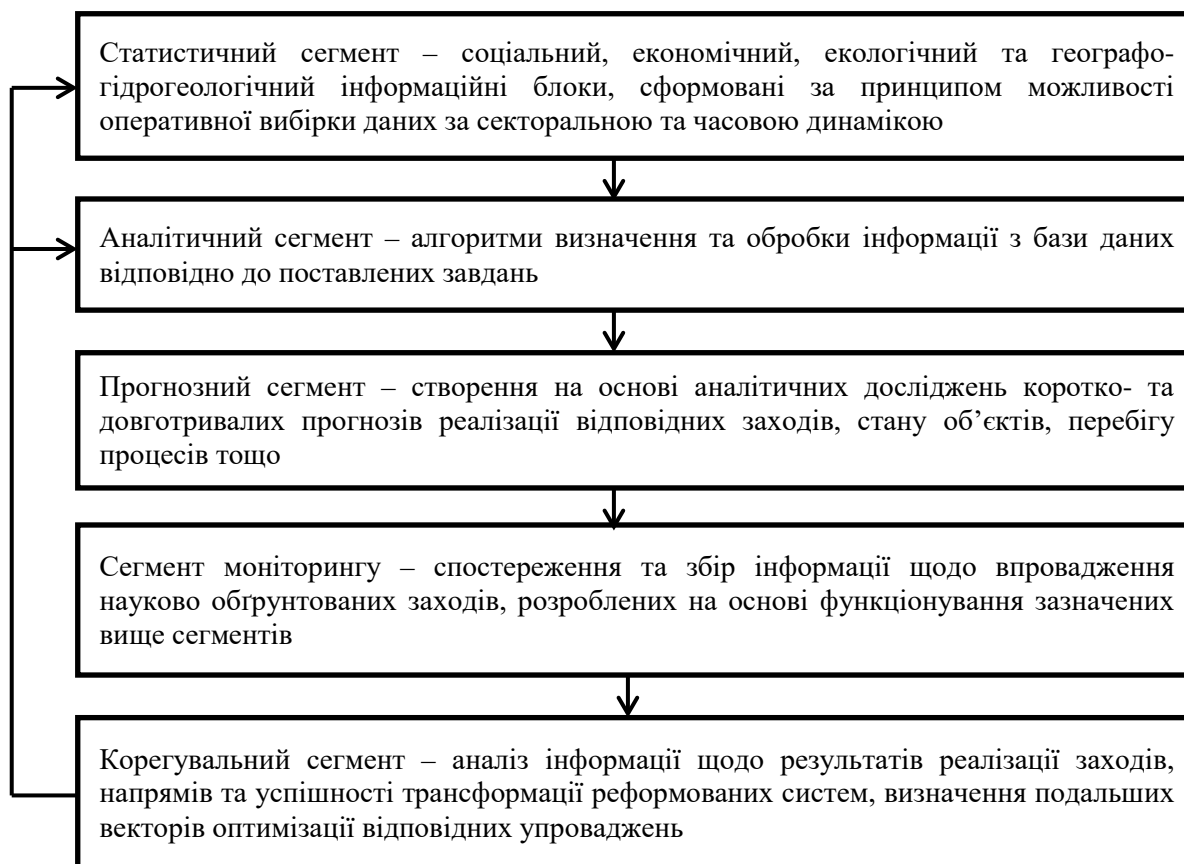 Статистичний сегмент – соціальний, економічний, екологічний та географо-
гідрогеологічний інформаційні блоки, сформовані за принципом можливості
оперативної вибірки даних за секторальною та часовою динамікою
Аналітичний сегмент – алгоритми визначення та обробки інформації з бази даних
відповідно до поставлених завдань
Прогнозний сегмент – створення на основі аналітичних досліджень коротко- та
довготривалих прогнозів реалізації відповідних заходів, стану об’єктів, перебігу
процесів тощо
Сегмент моніторингу – спостереження та збір інформації щодо впровадження
науково обґрунтованих заходів, розроблених на основі функціонування зазначених
вище сегментів
Корегувальний сегмент – аналіз інформації щодо результатів реалізації заходів,
напрямів та успішності трансформації реформованих систем, визначення подальших
векторів оптимізації відповідних упроваджень